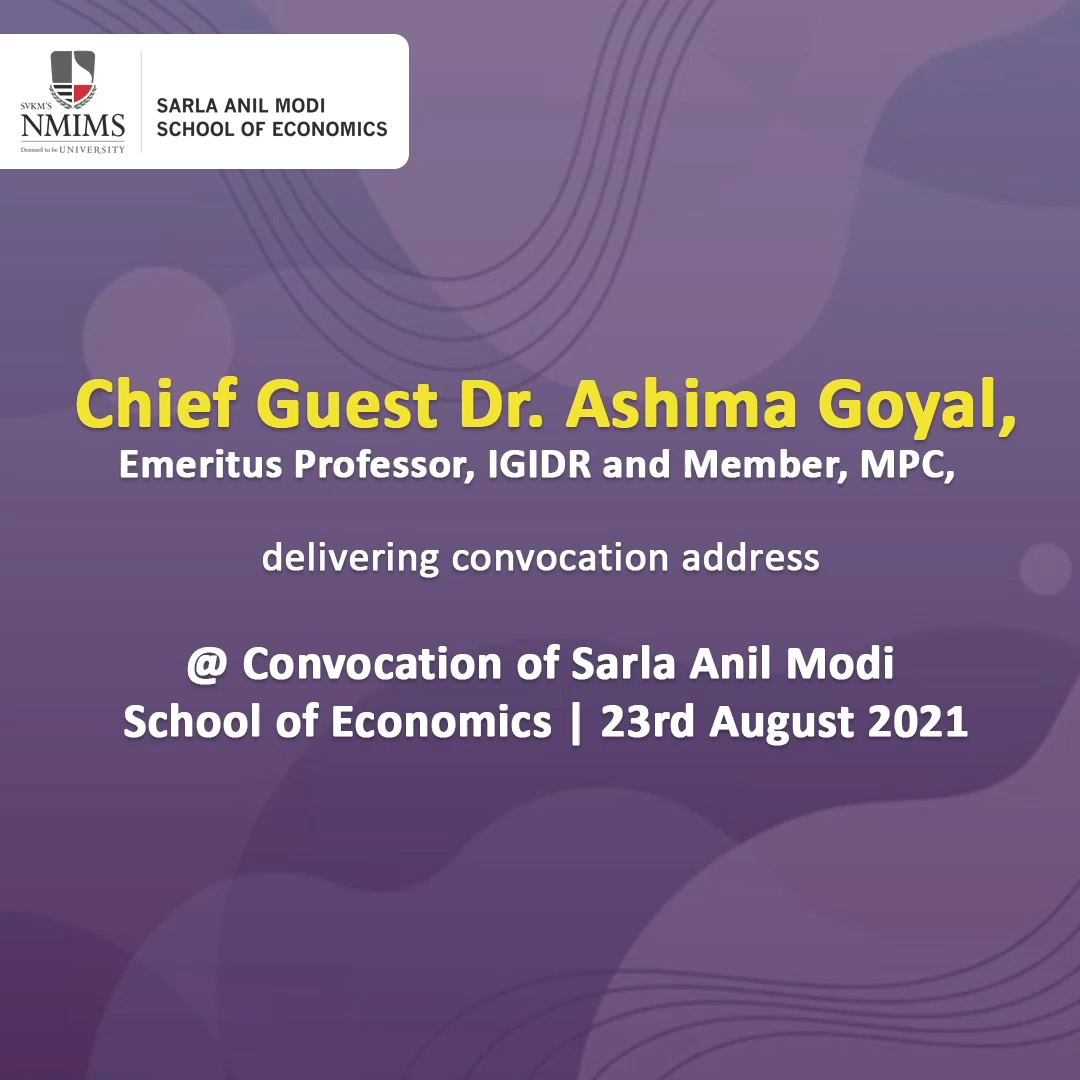 SVKM'S
NMIMS
Deemed to be UNIVERSITY
SARLA ANIL MODI
SCHOOL OF ECONOMICS
Chief Guest Dr. Ashima Goyal,
Emeritus Professor, IGIDR and Member, MPC,
delivering convocation address
@ Convocation of Sarla Anil Modi
School of Economics | 23rd August 2021